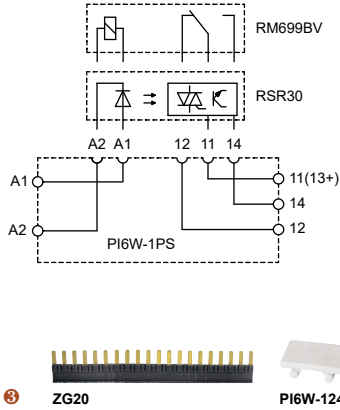 RM699BV
RSR30
A2 A1 12 11 14
A1 11(13+)
14
A2 12
PI6W-1PS
3 ZG20 PI6W-124